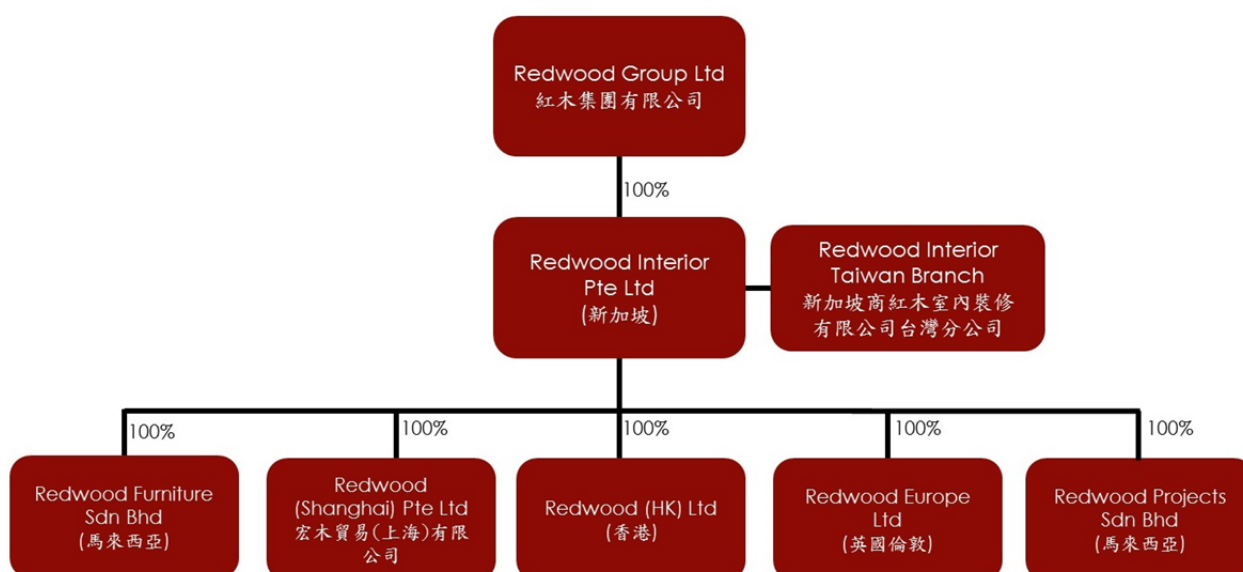 Redwood Group Ltd
紅木集團有限公司
100%
Redwood Interior
Pte Ltd
(新加坡)
Redwood Interior
Taiwan Branch
新加坡商紅木室內裝修
有限公司台灣分公司
100%
100%
100%
100%
100%
Redwood Furniture
Sdn Bhd
(馬來西亞)
Redwood
(Shanghai) Pte Ltd
宏木貿易(上海)有限
公司
Redwood (HK) Ltd
(香港)
Redwood Europe
Ltd
(英國倫敦)
Redwood Projects
Sdn Bhd
(馬來西亞)